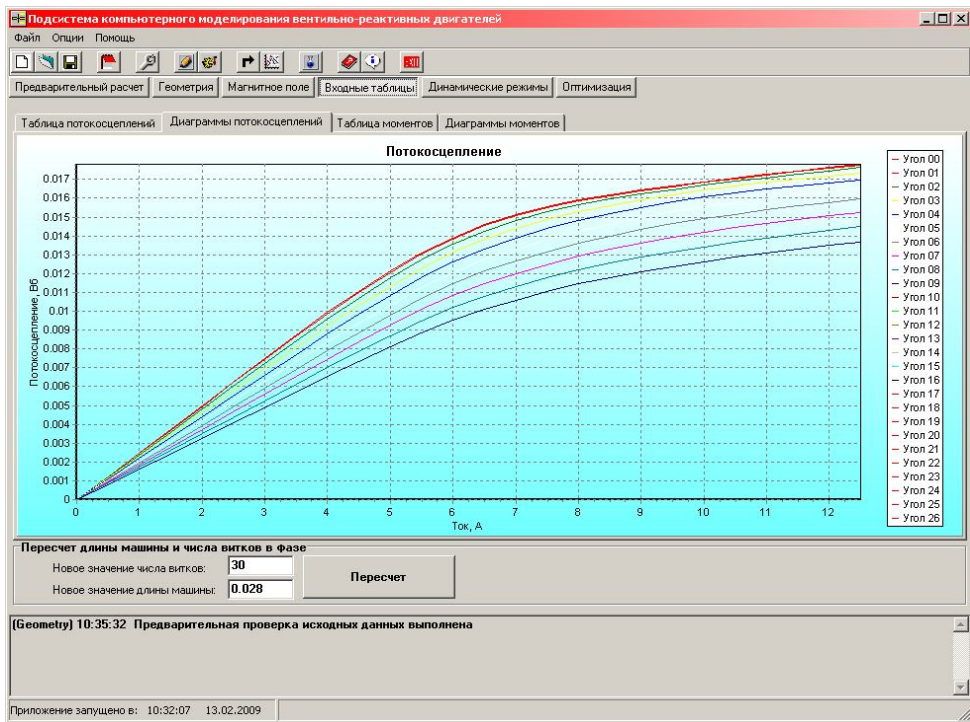 Подсистема компьютерного моделирования вентильно-реактивных двигателей
Файл Опции Помощь
EXIT
Предварительный расчет Геометрия Магнитное поле Входные таблицы Динамические режимы Оптимизация
Таблица потокосцеплений Диаграммы потокосцеплений Таблица моментов Диаграммы моментов
Потокосцепление
Потокосцепление, Вб
0.017
0.016
0.015
0.014
0.013
0.012
0.011
0.01
0.009
0.008
0.007
0.006
0.005
0.004
0.003
0.002
0.001
0
0 1 2 3 4 5 6 7 8 9 10 11 12
Ток, А
Угол 00
Угол 01
Угол 02
Угол 03
Угол 04
Угол 05
Угол 06
Угол 07
Угол 08
Угол 09
Угол 10
Угол 11
Угол 12
Угол 13
Угол 14
Угол 15
Угол 16
Угол 17
Угол 18
Угол 19
Угол 20
Угол 21
Угол 22
Угол 23
Угол 24
Угол 25
Угол 26
Пересчет длины машины и числа витков в фазе
Новое значение числа витков: 30
Новое значение длины машины: 0.028
Пересчет
(Geometry) 10:35:32 Предварительная проверка исходных данных выполнена
Приложение запущено в: 10:32:07 13.02.2009